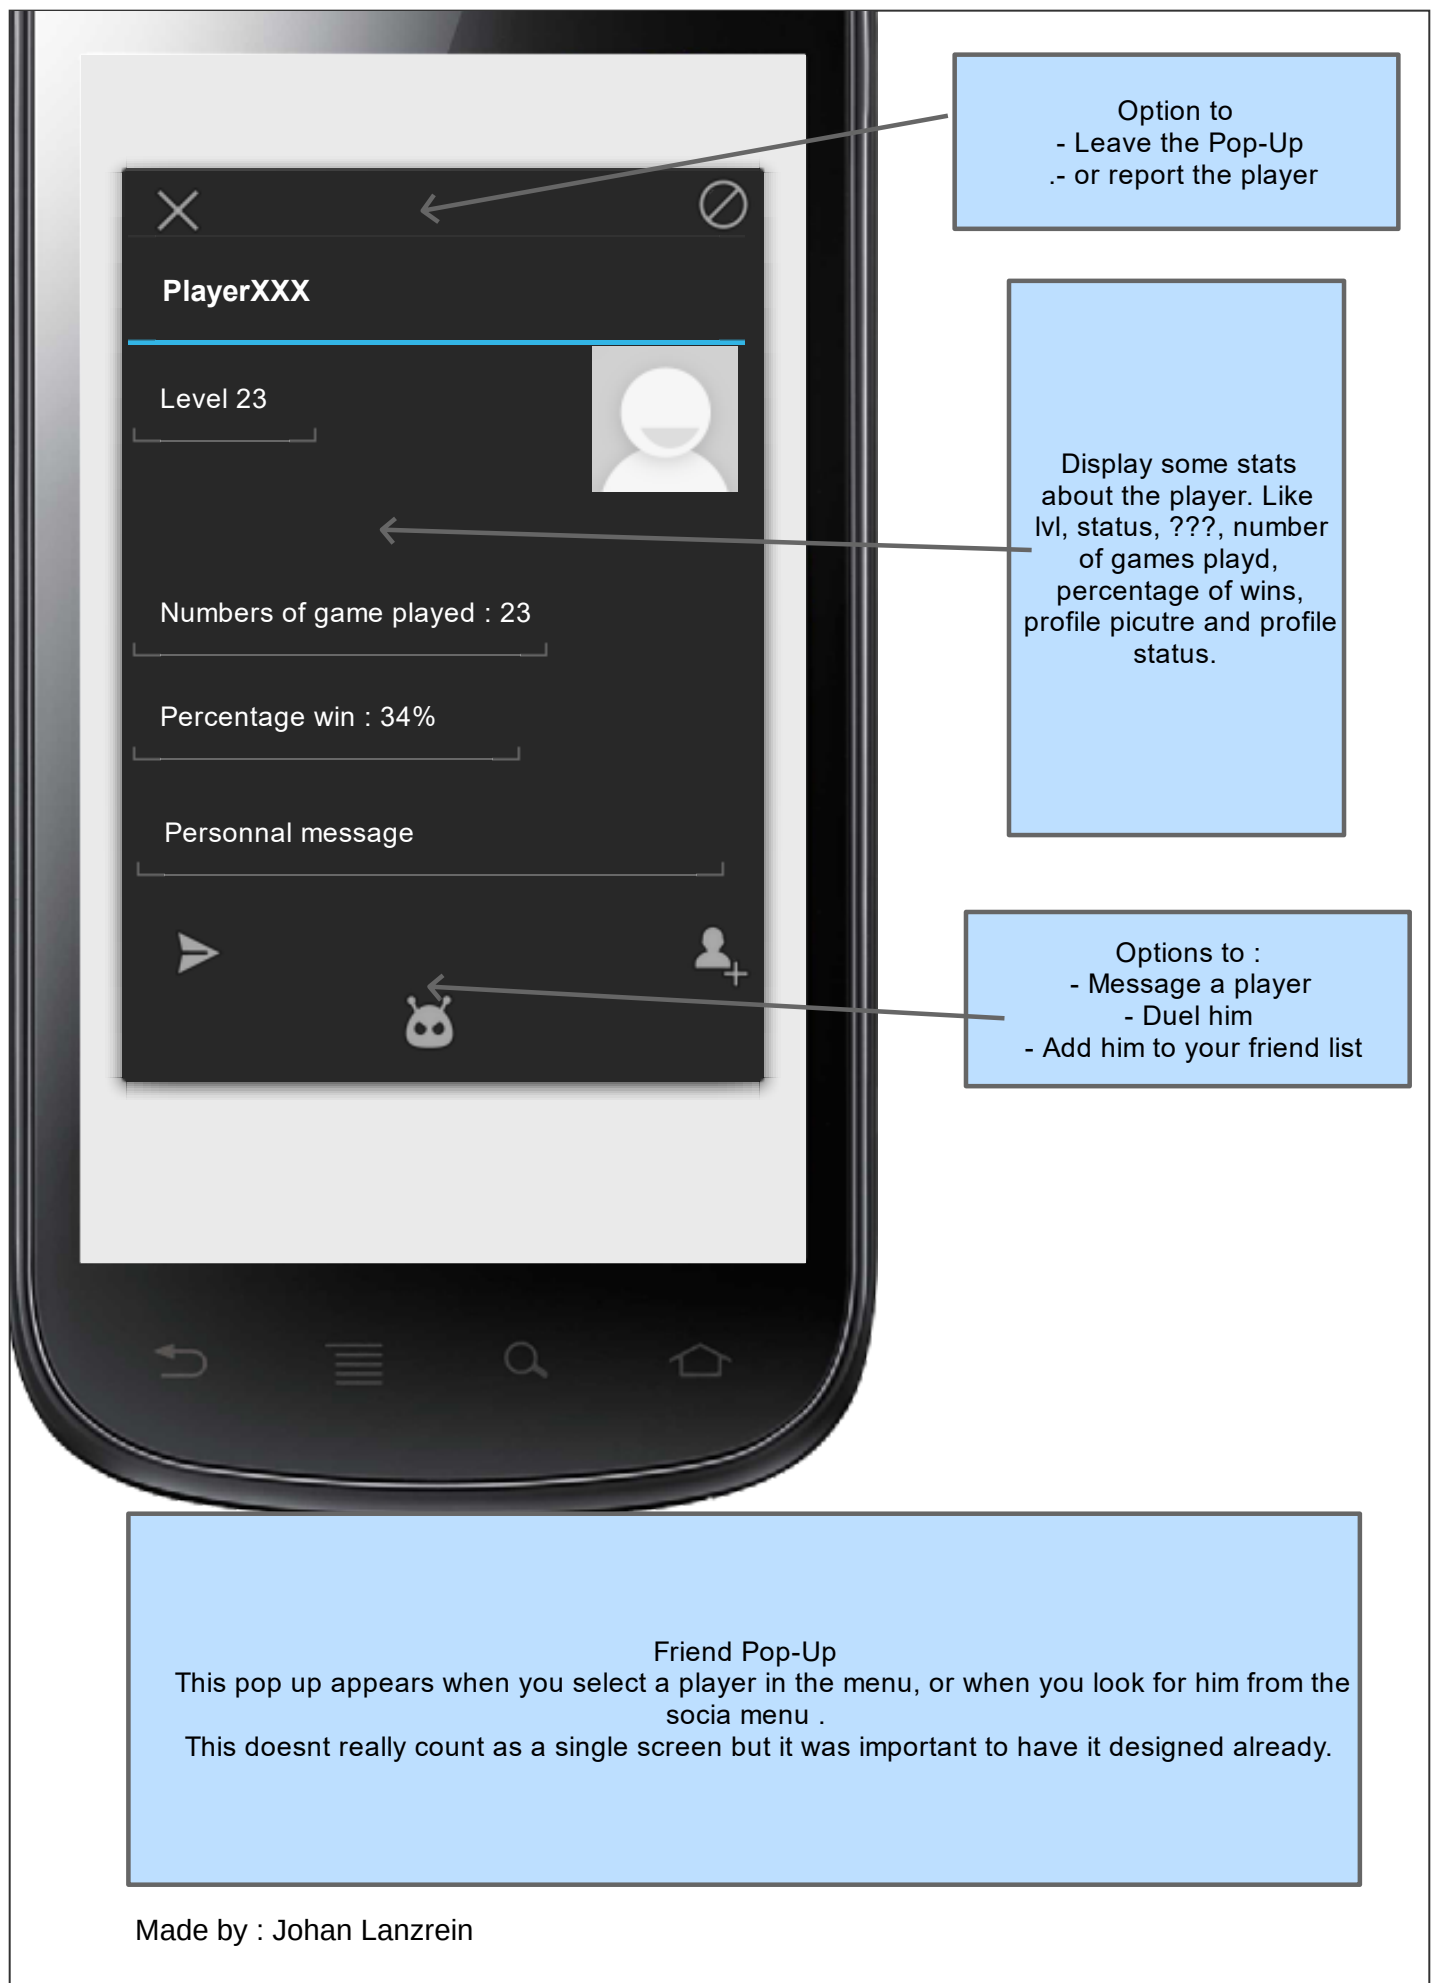 Option to
- Leave the Pop-Up
.- or report the player
PlayerXXX
Level 23
Display some stats
about the player. Like
lvl, status, ???, number
of games playd,
percentage of wins,
profile picutre and profile
status.
Numbers of game played : 23
Percentage win : 34%
Personnal message
Options to :
- Message a player
- Duel him
- Add him to your friend list
Friend Pop-Up
This pop up appears when you select a player in the menu, or when you look for him from the
socia menu .
This doesnt really count as a single screen but it was important to have it designed already.
Made by : Johan Lanzrein